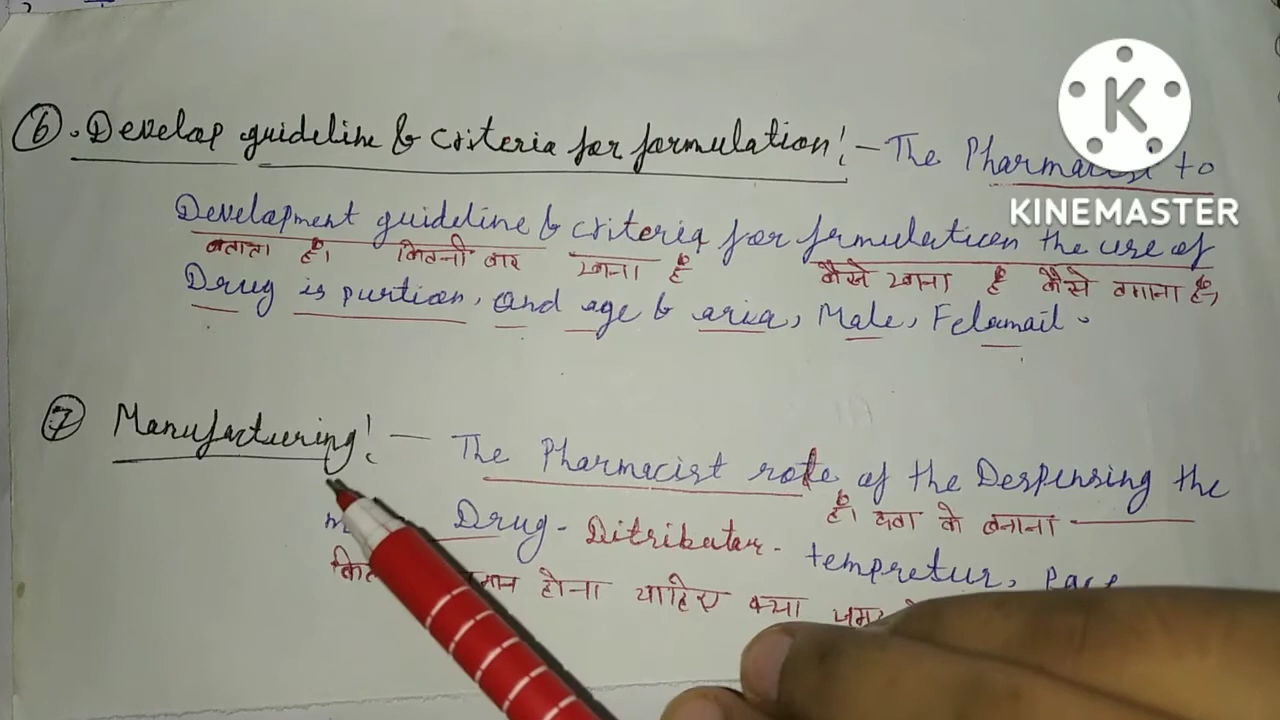 6. Develop guideline & Criteria for formulation! - The Pharmacist to
KINEMASTER
Development guideline & criteria for formulation the use of
बताता है। कितनी बार खाना है कैसे खाना है कैसे लगाना है,
Drug is purtion, and age & aria, Male, Felamail.
7 Manufacturing! - The Pharmacist role of the Despensing the
है। दवा के बनाना
Drug - Ditributar - tempretur,
होना चाहिए क्या